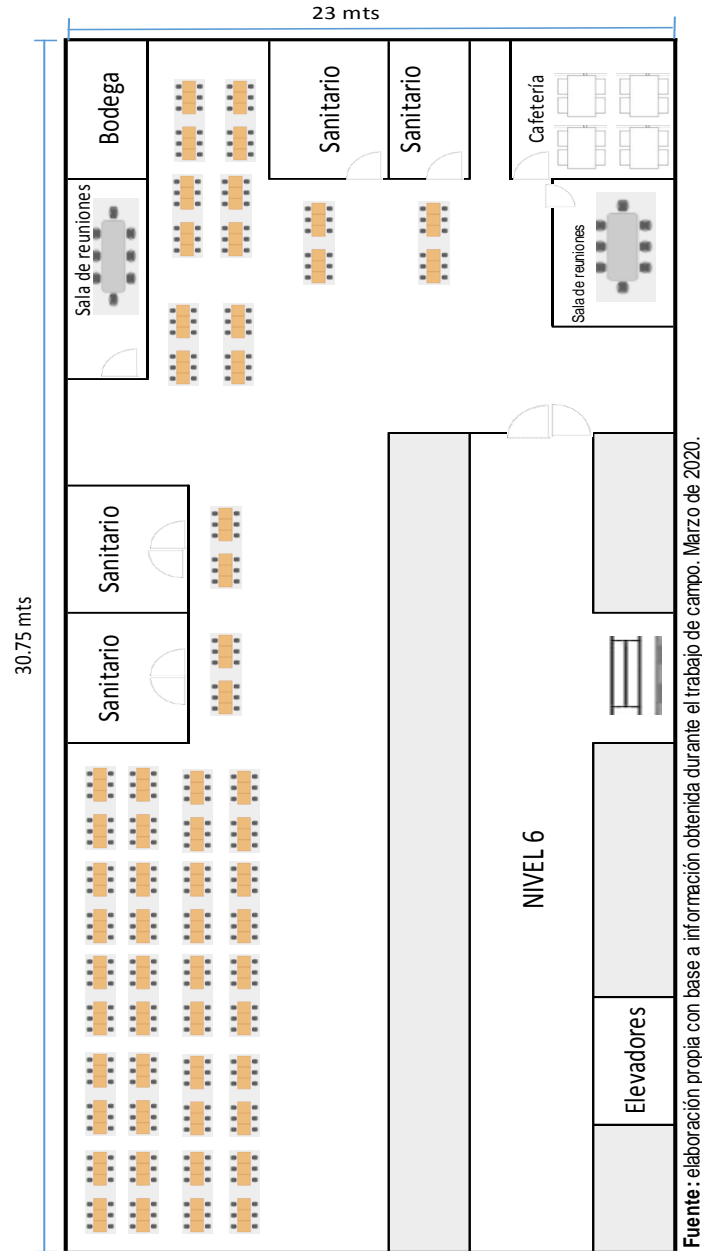 23 mts
30.75 mts
Bodega
Sanitario
Sanitario
Cafetería
Sala de reuniones
Sala de reuniones
Sanitario
Sanitario
NIVEL 6
Elevadores
Fuente: elaboración propia con base a información obtenida durante el trabajo de campo. Marzo de 2020.